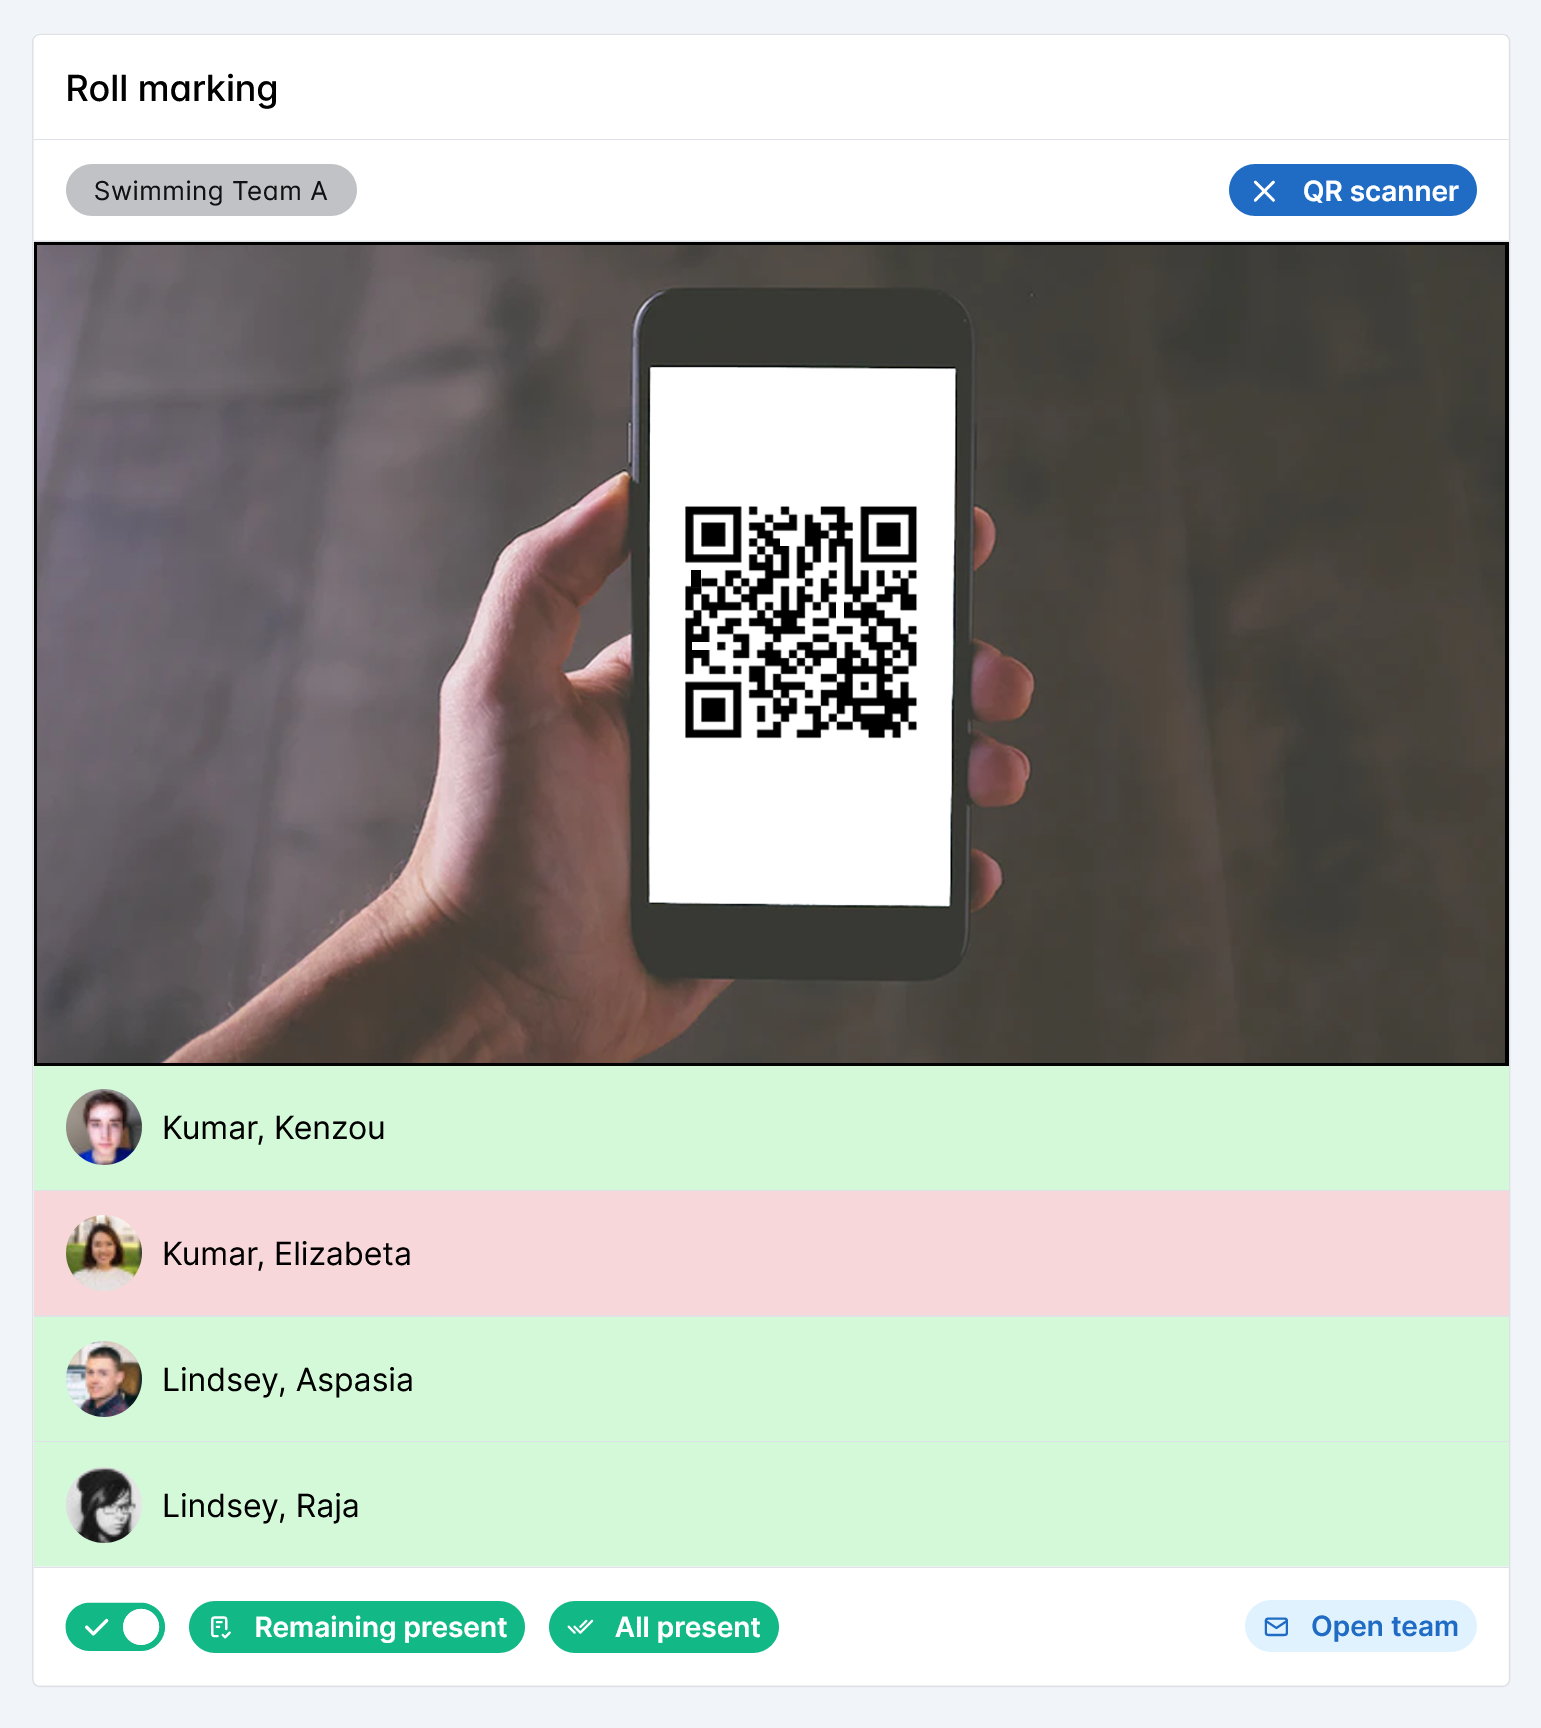 Roll marking
Swimming Team A
QR scanner
Kumar, Kenzou
Kumar, Elizabeta
Lindsey, Aspasia
Lindsey, Raja
Remaining present
All present
Open team